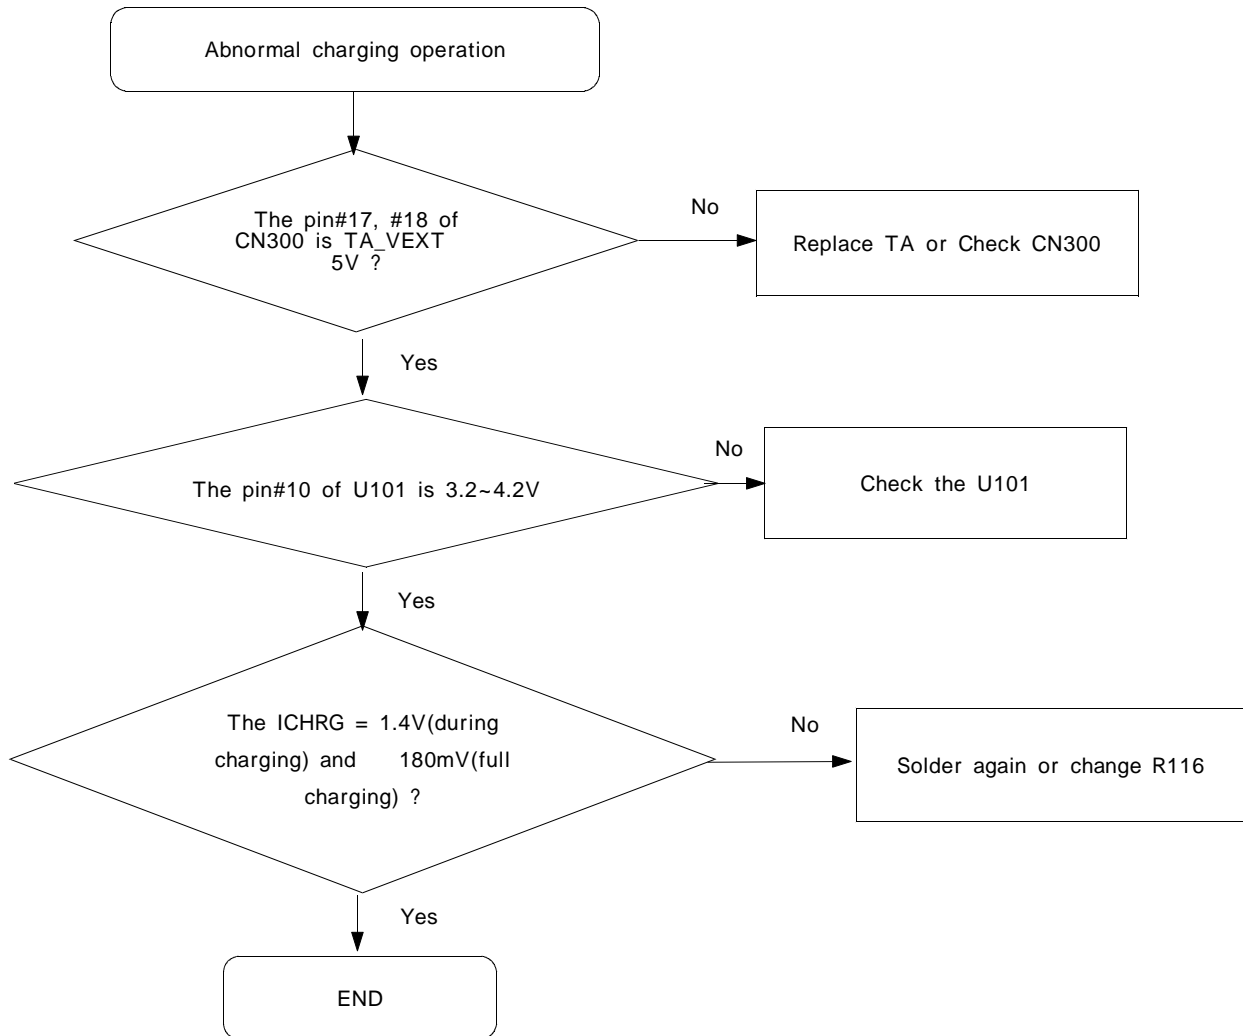 Abnormal charging operation
The pin#17, #18 of
CN300 is TA_VEXT
5V ?
No
Replace TA or Check CN300
Yes
The pin#10 of U101 is 3.2~4.2V
No
Check the U101
Yes
The ICHRG = 1.4V(during
charging) and 180mV(full
charging) ?
No
Solder again or change R116
Yes
END